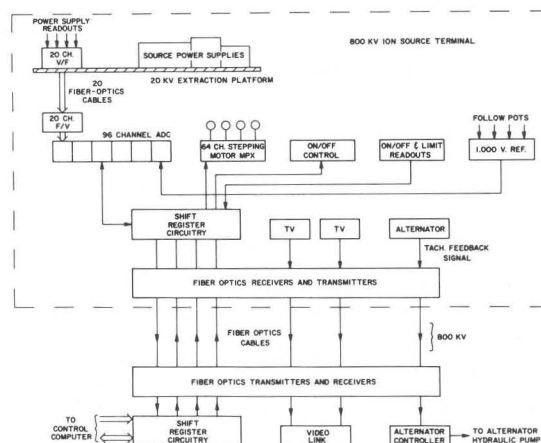 POWER SUPPLY
READOUTS
20 CH.
V/F
SOURCE POWER SUPPLIES
800 KV ION SOURCE TERMINAL
20 KV EXTRACTION PLATFORM
20
FIBER-OPTICS
CABLES
20 CH.
F/V
96 CHANNEL ADC
64 CH. STEPPING
MOTOR MPX
ON/OFF
CONTROL
ON/OFF & LIMIT
READOUTS
FOLLOW POTS
1.000 V. REF.
SHIFT
REGISTER
CIRCUITRY
TV
TV
ALTERNATOR
TACH. FEEDBACK
SIGNAL
FIBER OPTICS RECEIVERS AND TRANSMITTERS
FIBER OPTICS
CABLES
800 KV
FIBER OPTICS TRANSMITTERS AND RECEIVERS
TO
CONTROL
COMPUTER
SHIFT
REGISTER
CIRCUITRY
VIDEO
LINK
ALTERNATOR
CONTROLLER
TO ALTERNATOR
HYDRAULIC PUMP